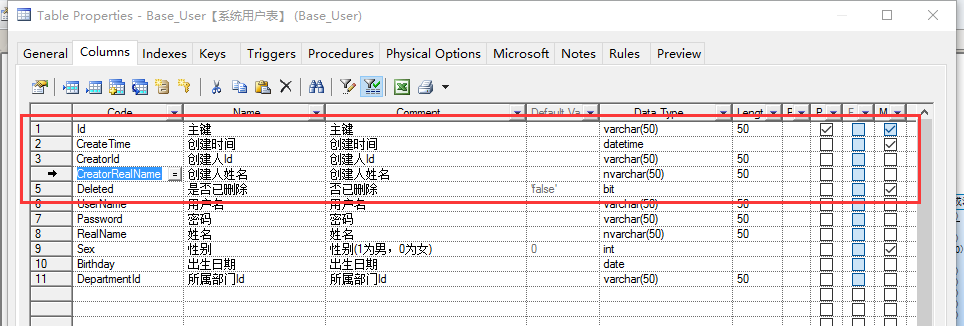 Table Properties - Base_User【系统用户表】 (Base_User)
General Columns Indexes Keys Triggers Procedures Physical Options Microsoft Notes Rules Preview
Code Name Comment Default Va Data Type Lengt P P F M
1 Id 主键 主键 varchar(50) 50
2 CreateTime 创建时间 创建时间 datetime
3 CreatorId 创建人Id 创建人Id varchar(50) 50
CreatorRealName = 创建人姓名 创建人姓名 nvarchar(50) 50
5 Deleted 是否已删除 否已删除 'false' bit
6 UserName 用户名 用户名 varchar(50) 50
7 Password 密码 密码 varchar(50) 50
8 RealName 姓名 姓名 nvarchar(50) 50
9 Sex 性别 性别(1为男，0为女) 0 int
10 Birthday 出生日期 出生日期 date
11 DepartmentId 所属部门Id 所属部门Id varchar(50) 50